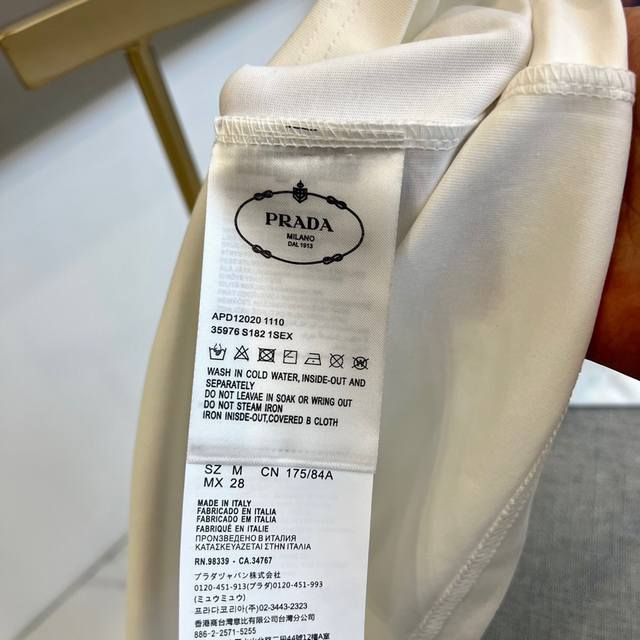 PRADA
MILANO
DAL 1913
APD12020 1110
35976 S182 1SEX
WASH IN COLD WATER, INSIDE-OUT AND
SEPARATELY
DO NOT LEAVAE IN SOAK OR WRING OUT
DO NOT STEAM IRON
IRON INISDE-OUT,COVERED B CLOTH
SZ M CN 175/84A
MX 28
MADE IN ITALY
FABRICADO EN ITALIA
FABRICADO EM ITALIA
FABRIQUÉ EN ITALIE
ПРОИЗВЕДЕНО В ИТАЛИЯ
ΚΑΤΑΣΚΕΥΑΖΕΤΑΙ ΣΤΗΝ ΙΤΑΛΙΑ
RN.98339 · CA.34767
プラダジャパン株式会社
0120-451-913(プラダ) 0120-451-993
(ミュウミュウ)
프라다코리아(주)02-3443-2323
香港商台灣意比有限公司台灣分公司
886-2-2571-5255